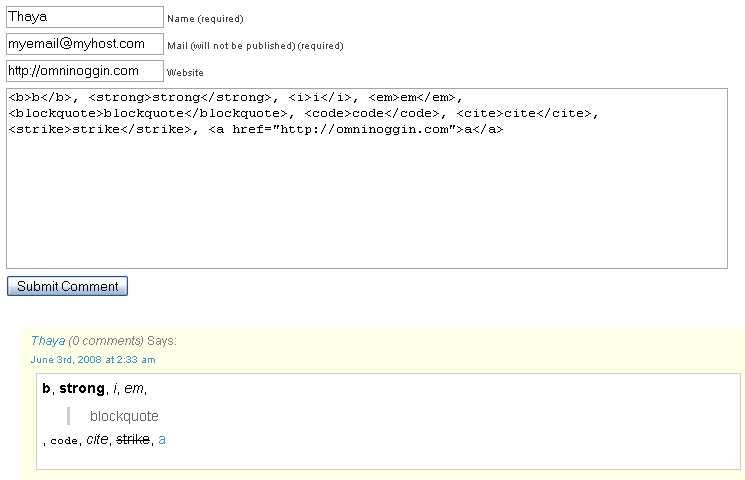 Thaya Name (required)
myemail@myhost.com Mail (will not be published) (required)
http://omninoggin.com Website
<b>b</b>, <strong>strong</strong>, <i>i</i>, <em>em</em>,
<blockquote>blockquote</blockquote>, <code>code</code>, <cite>cite</cite>,
<strike>strike</strike>, <a href="http://omninoggin.com">a</a>
Submit Comment
Thaya (0 comments) Says:
June 3rd, 2008 at 2:33 am
b, strong, i, em,
blockquote
, code, cite, strike, a